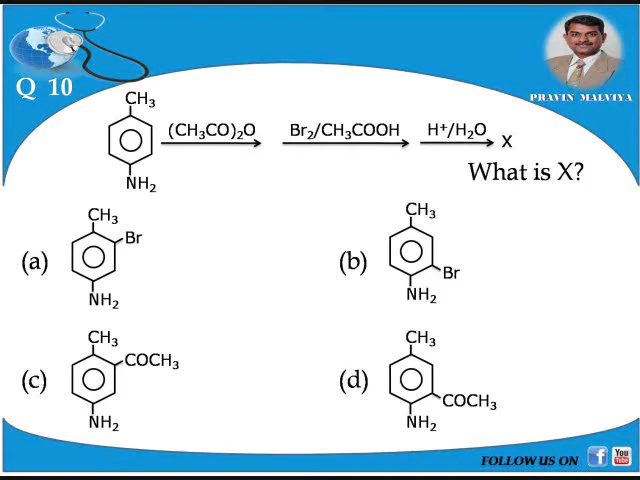 Q 10
PRAVIN MALVIYA
CH3
(CH3CO)2O
Br2/CH3COOH
H+/H2O
X
NH2
What is X?
(a)
CH3
Br
NH2
(b)
CH3
Br
NH2
(c)
CH3
COCH3
NH2
(d)
CH3
COCH3
NH2
FOLLOW US ON
f
You
Tube